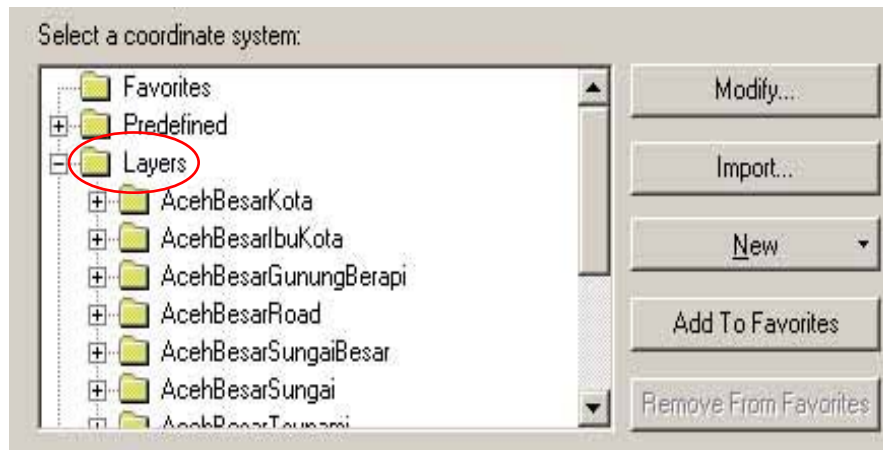 Select a coordinate system:
Favorites
Predefined
Layers
AcehBesarKota
AcehBesarIbuKota
AcehBesarGunungBerapi
AcehBesarRoad
AcehBesarSungaiBesar
AcehBesarSungai
AcehBesarTsunami
Modify...
Import...
New
Add To Favorites
Remove From Favorites